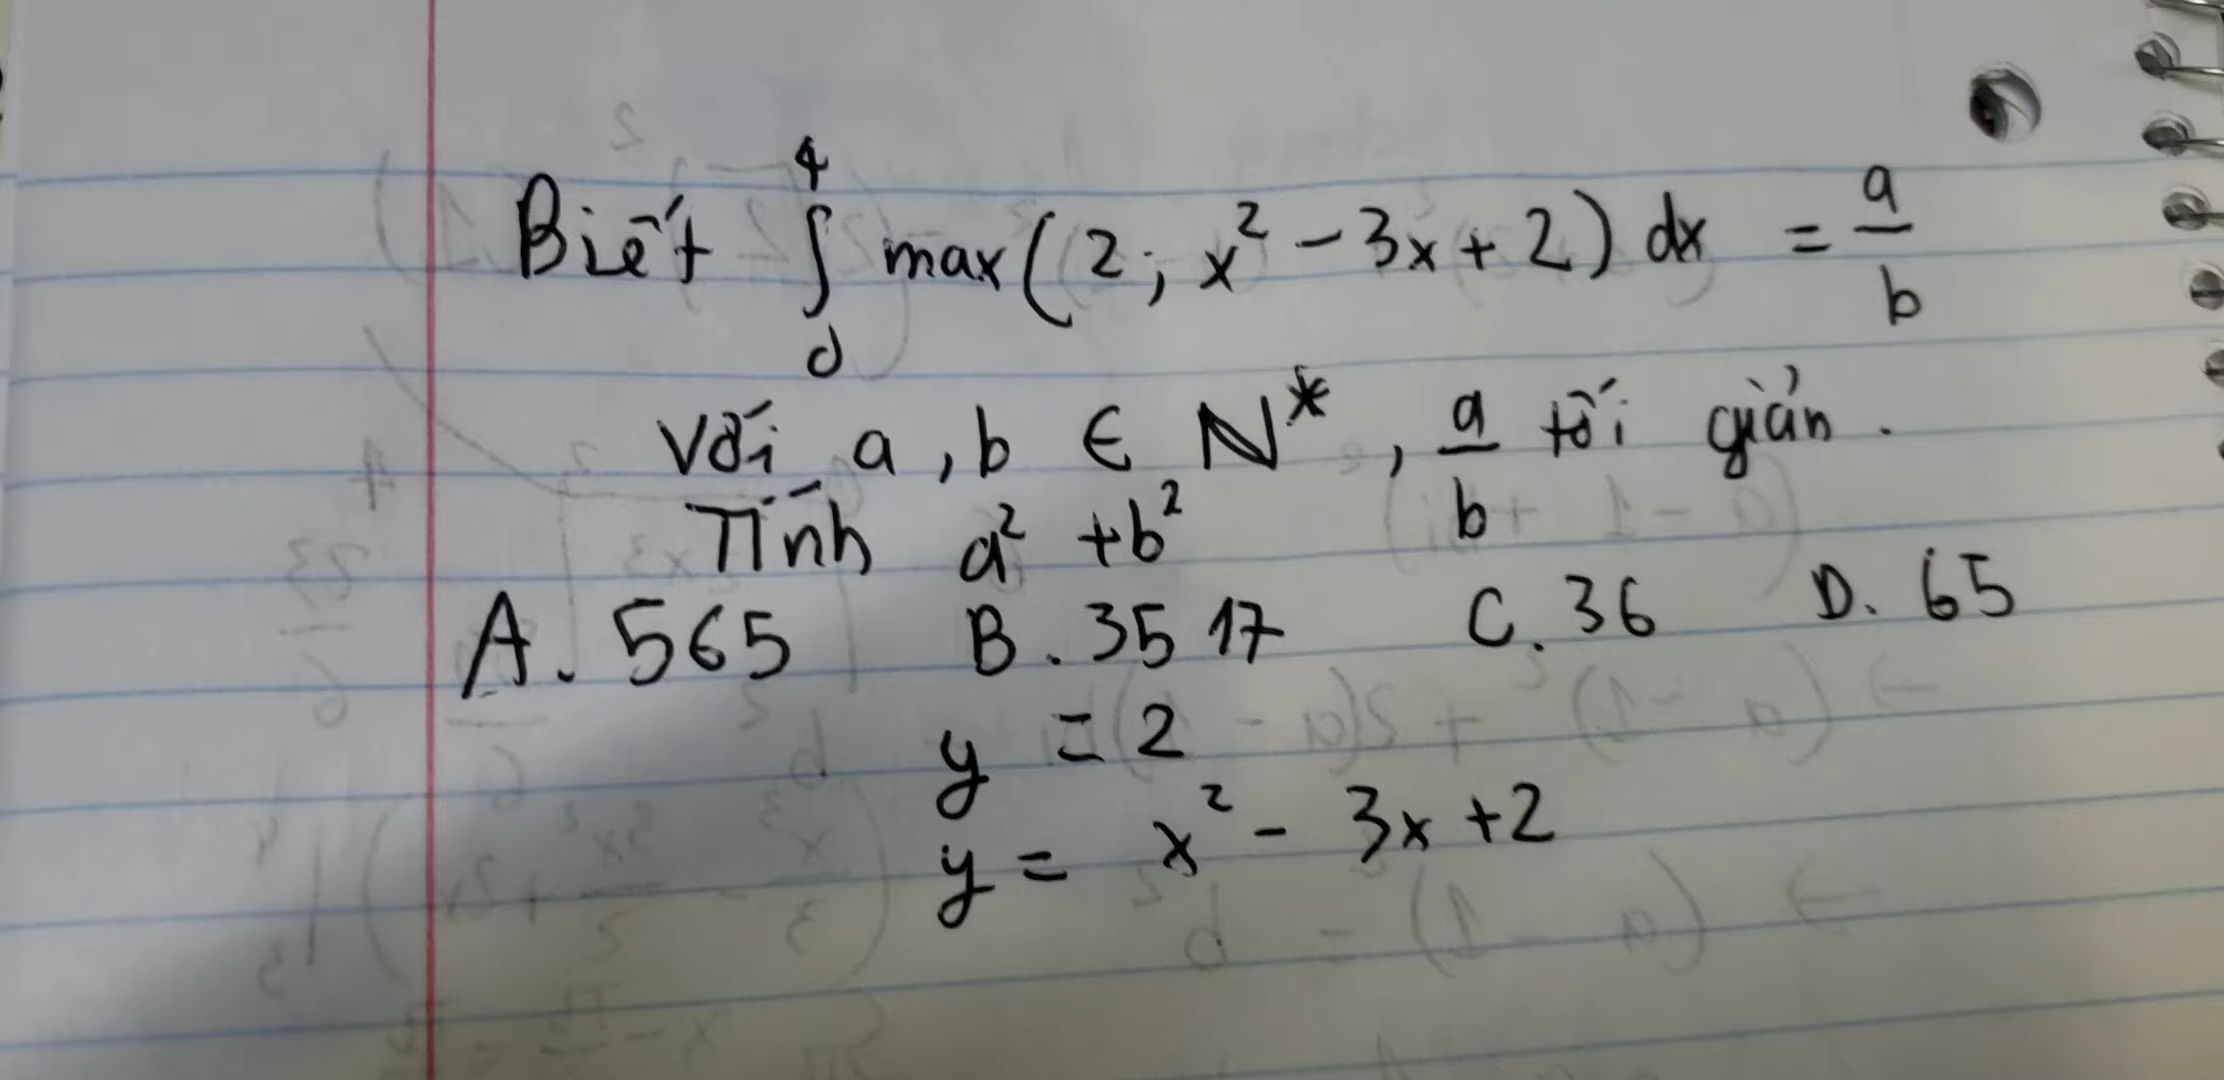 Biết ∫₀⁴ max(2; x² - 3x + 2) dx = a/b
với a, b ∈ N*, a/b tối giản.
Tính a² + b²
A. 565 B. 3517 C. 36 D. 65
y = 2
y = x² - 3x + 2